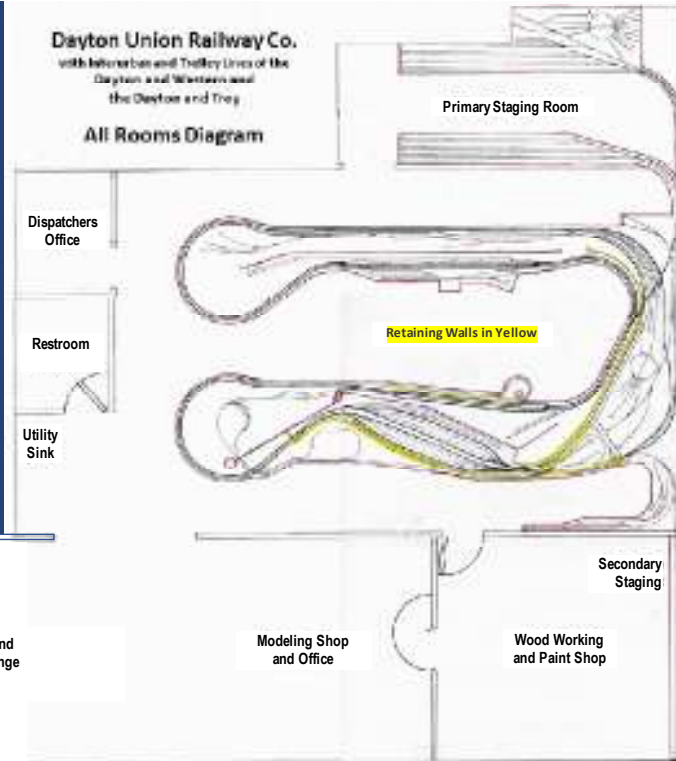 Dayton Union Railway Co.
with Interurban and Trolley Lines of the
Dayton and Western and
the Dayton and Troy
All Rooms Diagram
Primary Staging Room
Dispatchers
Office
Retaining Walls in Yellow
Restroom
Utility
Sink
Secondary
Staging
Modeling Shop
and Office
Wood Working
and Paint Shop